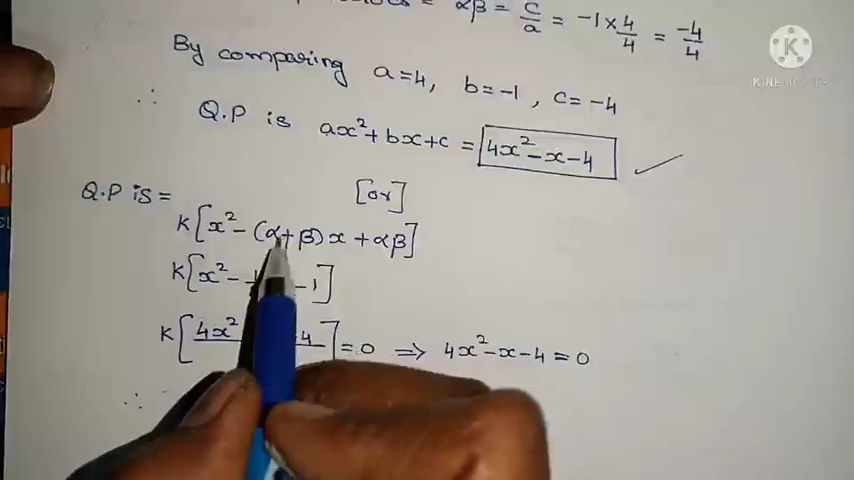 = αβ = c/a = -1 × 4/4 = -4/4
By comparing a = 4, b = -1, c = -4
∴ Q.P is ax² + bx + c = 4x² - x - 4
[or]
Q.P is =
K[x² - (α + β)x + αβ]
K[x² - - 1]
K[4x² 4 = 0 ⇒ 4x² - x - 4 = 0
∴
K
KINEMASTER